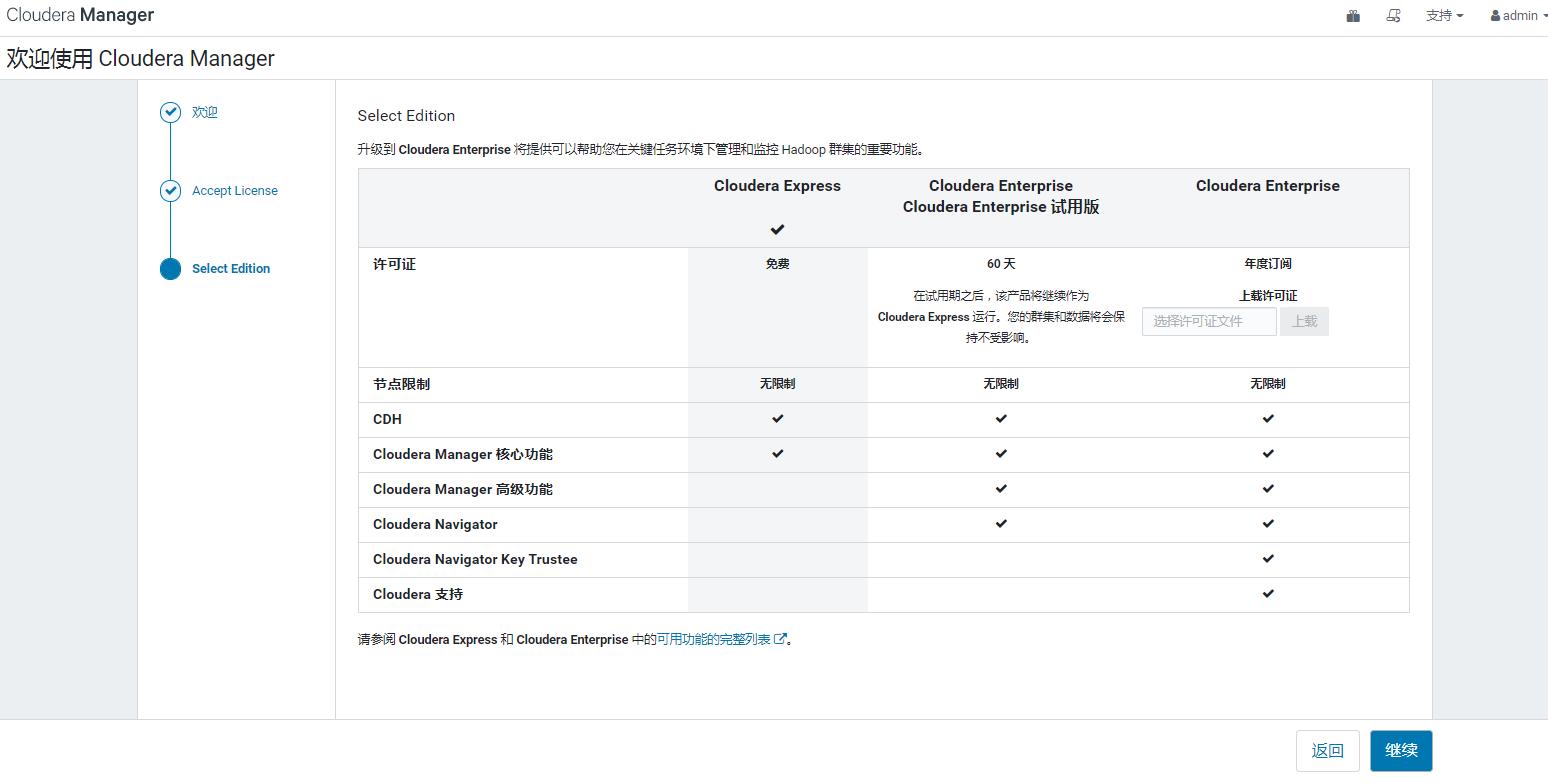 Cloudera Manager
支持
admin
欢迎使用 Cloudera Manager
欢迎
Accept License
Select Edition
Select Edition
升级到 Cloudera Enterprise 将提供可以帮助您在关键任务环境下管理和监控 Hadoop 群集的重要功能。
Cloudera Express
Cloudera Enterprise
Cloudera Enterprise 试用版
Cloudera Enterprise
许可证
免费
60 天
在试用期之后，该产品将继续作为
Cloudera Express 运行。您的群集和数据将会保
持不受影响。
年度订阅
上载许可证
选择许可证文件 上载
节点限制 无限制 无限制 无限制
CDH
Cloudera Manager 核心功能
Cloudera Manager 高级功能
Cloudera Navigator
Cloudera Navigator Key Trustee
Cloudera 支持
请参阅 Cloudera Express 和 Cloudera Enterprise 中的可用功能的完整列表。
返回 继续